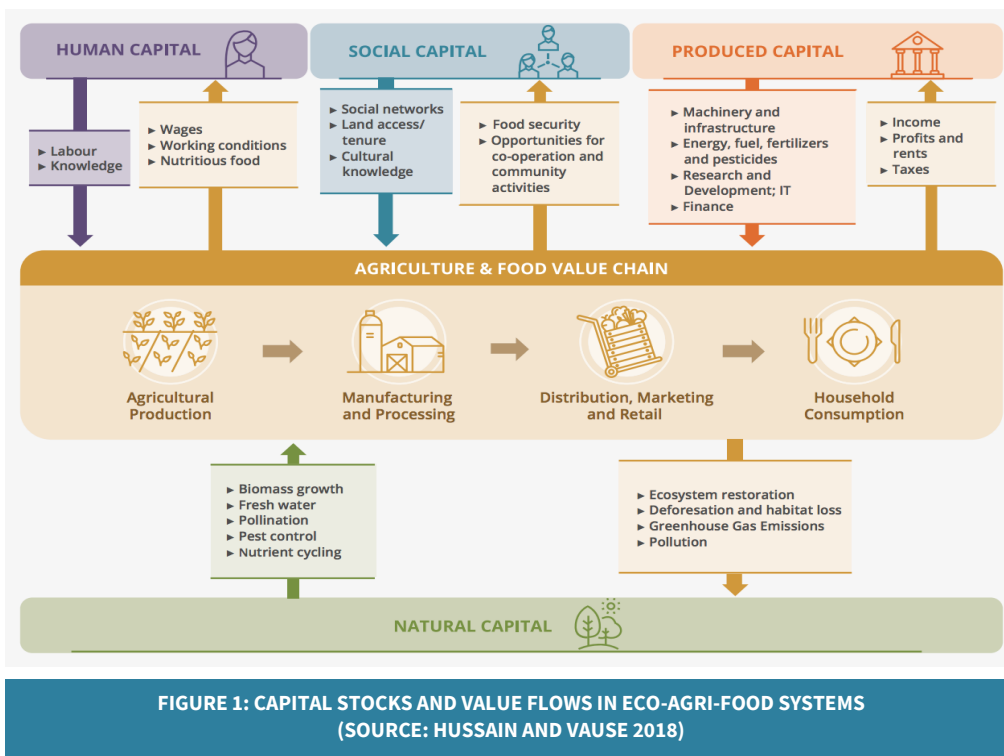 HUMAN CAPITAL
SOCIAL CAPITAL
PRODUCED CAPITAL
► Labour
► Knowledge
► Wages
► Working conditions
► Nutritious food
► Social networks
► Land access/
tenure
► Cultural
knowledge
► Food security
► Opportunities for
co-operation and
community
activities
► Machinery and
infrastructure
► Energy, fuel, fertilizers
and pesticides
► Research and
Development; IT
► Finance
► Income
► Profits and
rents
► Taxes
AGRICULTURE & FOOD VALUE CHAIN
Agricultural
Production
Manufacturing
and Processing
Distribution, Marketing
and Retail
Household
Consumption
► Biomass growth
► Fresh water
► Pollination
► Pest control
► Nutrient cycling
► Ecosystem restoration
► Deforesation and habitat loss
► Greenhouse Gas Emissions
► Pollution
NATURAL CAPITAL
FIGURE 1: CAPITAL STOCKS AND VALUE FLOWS IN ECO-AGRI-FOOD SYSTEMS
(SOURCE: HUSSAIN AND VAUSE 2018)